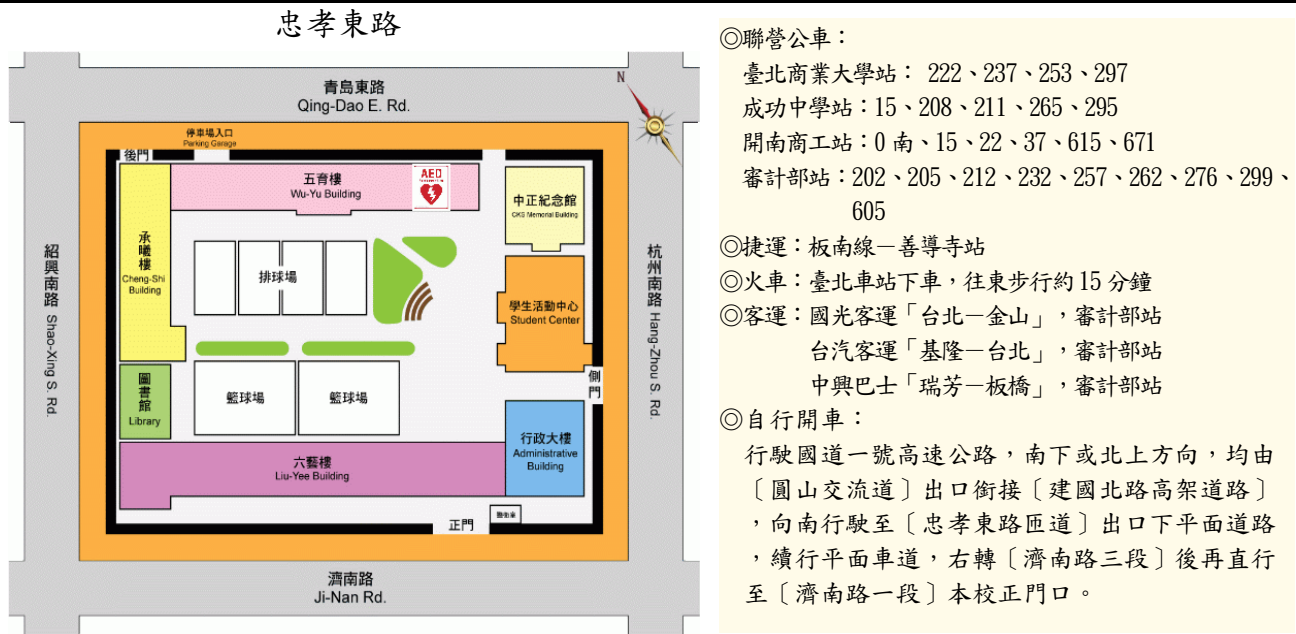 忠孝東路
青島東路
Qing-Dao E. Rd.
N
停車場入口
Parking Garage
後門
五育樓
Wu-Yu Building
AED
中正紀念館
CKS Memorial Building
承曦樓
Cheng-Shi
Building
排球場
學生活動中心
Student Center
紹興南路 Shao-Xing S. Rd.
杭州南路 Hang-Zhou S. Rd.
圖書館
Library
籃球場
籃球場
側門
行政大樓
Administrative
Building
六藝樓
Liu-Yee Building
正門
濟南路
Ji-Nan Rd.
◎聯營公車：
臺北商業大學站： 222、237、253、297
成功中學站：15、208、211、265、295
開南商工站：0 南、15、22、37、615、671
審計部站：202、205、212、232、257、262、276、299、
605
◎捷運：板南線－善導寺站
◎火車：臺北車站下車，往東步行約 15 分鐘
◎客運：國光客運「台北－金山」，審計部站
台汽客運「基隆－台北」，審計部站
中興巴士「瑞芳－板橋」，審計部站
◎自行開車：
行駛國道一號高速公路，南下或北上方向，均由
〔圓山交流道〕出口銜接〔建國北路高架道路〕
，向南行駛至〔忠孝東路匝道〕出口下平面道路
，續行平面車道，右轉〔濟南路三段〕後再直行
至〔濟南路一段〕本校正門口。